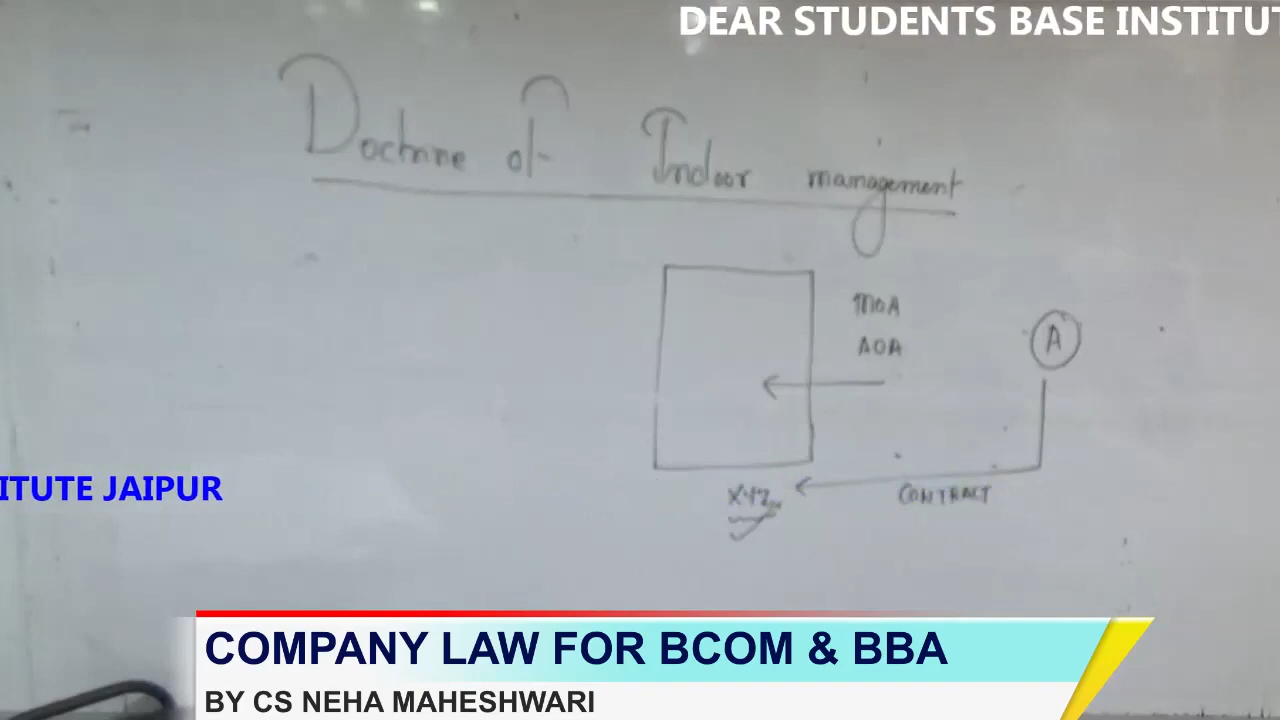 DEAR STUDENTS BASE INSTITUT
Doctrine of Indoor management
MOA
AOA
A
XYZ
CONTRACT
ITUTE JAIPUR
COMPANY LAW FOR BCOM & BBA
BY CS NEHA MAHESHWARI